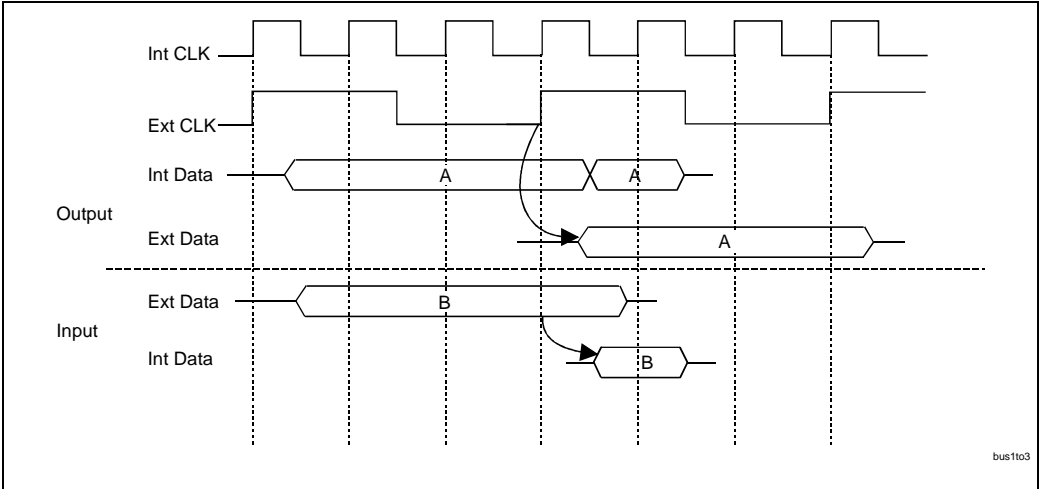 Int CLK
Ext CLK
Int Data
A
A
Output
Ext Data
A
Ext Data
B
Input
Int Data
B
bus1to3